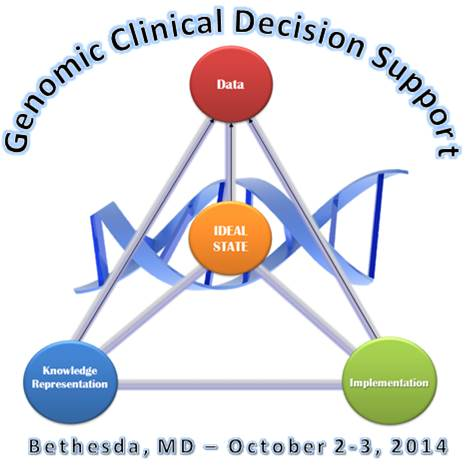 Genomic Clinical Decision Support
Data
IDEAL
STATE
Knowledge
Representation
Implementation
Bethesda, MD – October 2-3, 2014